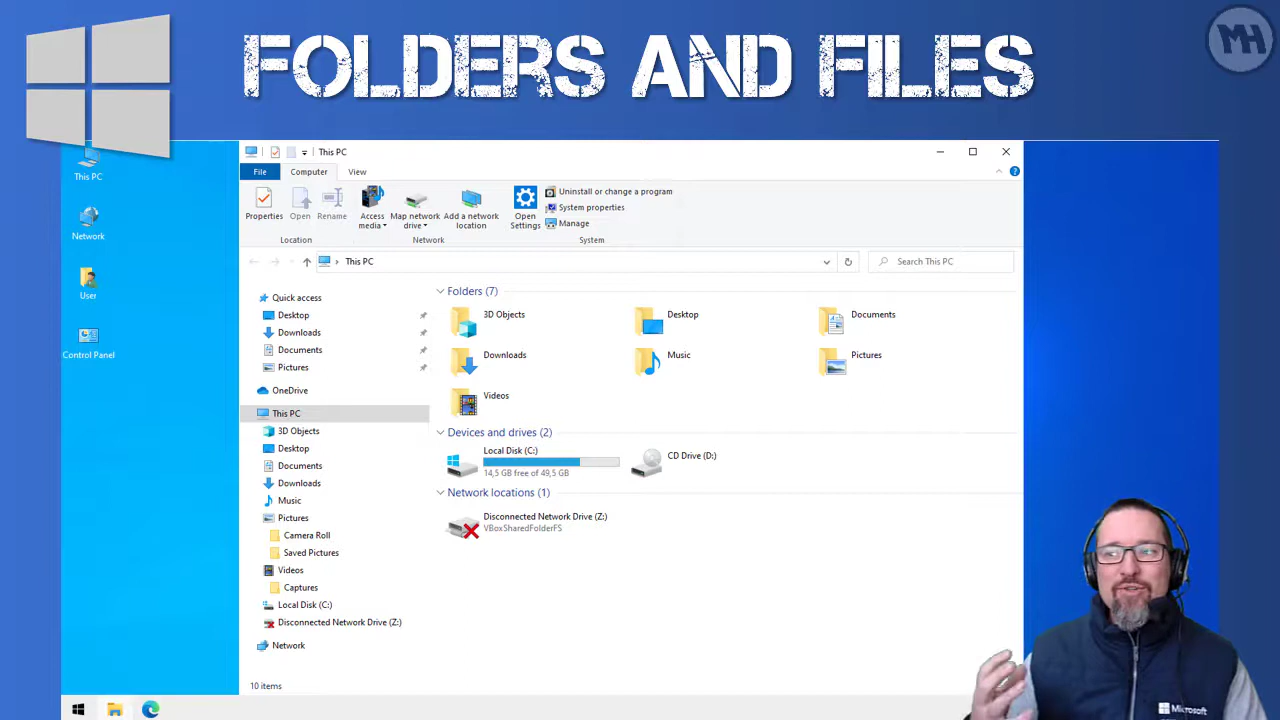 FOLDERS AND FILES
MH
This PC
Network
User
Control Panel
This PC
File
Computer
View
Properties
Open
Rename
Access media
Map network drive
Add a network location
Open Settings
Uninstall or change a program
System properties
Manage
Location
Network
System
This PC
Search This PC
Quick access
Desktop
Downloads
Documents
Pictures
OneDrive
This PC
3D Objects
Desktop
Documents
Downloads
Music
Pictures
Camera Roll
Saved Pictures
Videos
Captures
Local Disk (C:)
Disconnected Network Drive (Z:)
Network
Folders (7)
3D Objects
Desktop
Documents
Downloads
Music
Pictures
Videos
Devices and drives (2)
Local Disk (C:)
14,5 GB free of 49,5 GB
CD Drive (D:)
Network locations (1)
Disconnected Network Drive (Z:)
VBoxSharedFolderFS
10 items
Microsoft